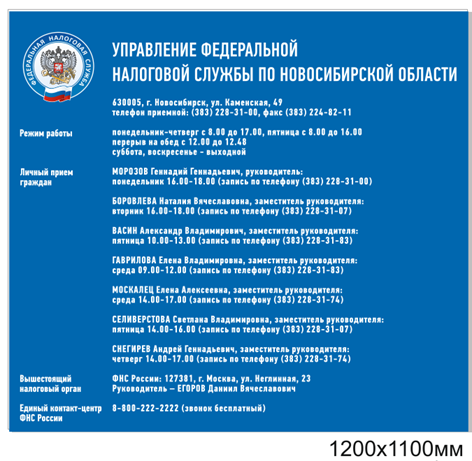 ФЕДЕРАЛЬНАЯ НАЛОГОВАЯ СЛУЖБА
УПРАВЛЕНИЕ ФЕДЕРАЛЬНОЙ
НАЛОГОВОЙ СЛУЖБЫ ПО НОВОСИБИРСКОЙ ОБЛАСТИ
630005, г. Новосибирск, ул. Каменская, 49
телефон приемной: (383) 228-31-00, факс (383) 224-82-11
Режим работы
понедельник-четверг с 8.00 до 17.00, пятница с 8.00 до 16.00
перерыв на обед с 12.00 до 12.48
суббота, воскресенье - выходной
Личный прием
граждан
МОРОЗОВ Геннадий Геннадьевич, руководитель:
понедельник 16.00-18.00 (запись по телефону (383) 228-31-00)
БОРОВЛЕВА Наталия Вячеславовна, заместитель руководителя:
вторник 16.00-18.00 (запись по телефону (383) 228-31-07)
ВАСИН Александр Владимирович, заместитель руководителя:
пятница 10.00-13.00 (запись по телефону (383) 228-31-83)
ГАВРИЛОВА Елена Владимировна, заместитель руководителя:
среда 09.00-12.00 (запись по телефону (383) 228-31-83)
МОСКАЛЕЦ Елена Алексеевна, заместитель руководителя:
среда 14.00-17.00 (запись по телефону (383) 228-31-74)
СЕЛИВЕРСТОВА Светлана Владимировна, заместитель руководителя:
пятница 14.00-16.00 (запись по телефону (383) 228-31-07)
СНЕГИРЕВ Андрей Геннадьевич, заместитель руководителя:
четверг 14.00-17.00 (запись по телефону (383) 228-31-74)
Вышестоящий
налоговый орган
ФНС России: 127381, г. Москва, ул. Неглинная, 23
Руководитель – ЕГОРОВ Даниил Вячеславович
Единый контакт-центр
ФНС России
8-800-222-2222 (звонок бесплатный)
1200х1100мм